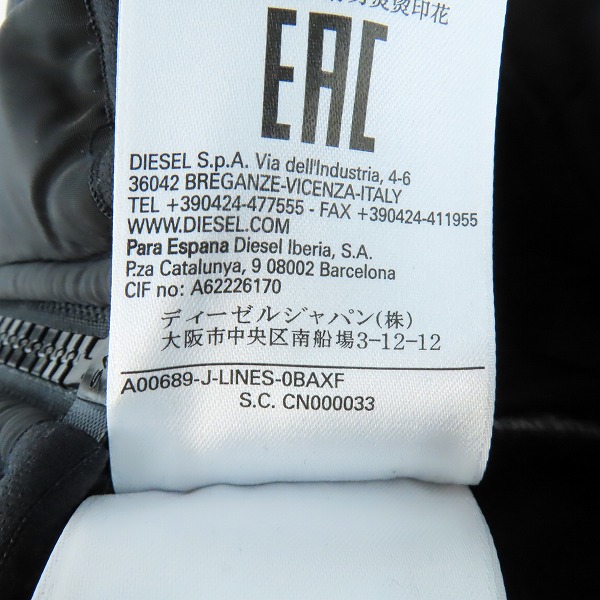 烫印花
EAC
DIESEL S.p.A. Via dell'Industria, 4-6
36042 BREGANZE-VICENZA-ITALY
TEL +390424-477555 - FAX +390424-411955
WWW.DIESEL.COM
Para Espana Diesel Iberia, S.A.
P.za Catalunya, 9 08002 Barcelona
CIF no: A62226170
ディーゼルジャパン(株)
大阪市中央区南船場3-12-12
A00689-J-LINES-0BAXF
S.C. CN000033